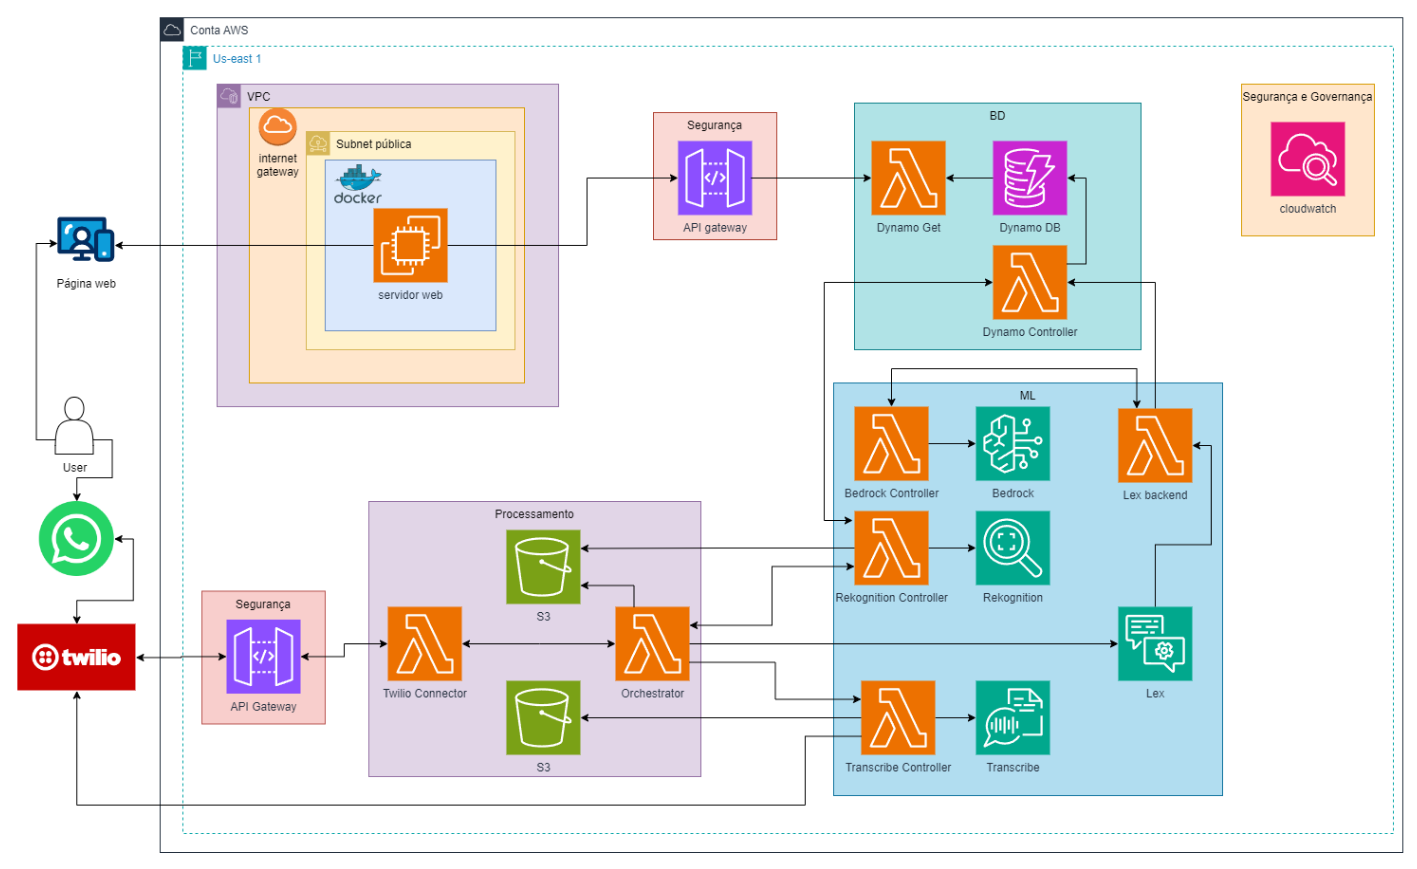 Conta AWS
Us-east 1
VPC
internet
gateway
Subnet pública
docker
servidor web
Página web
User
twilio
Segurança
API gateway
BD
Dynamo Get
Dynamo DB
Dynamo Controller
Segurança e Governança
cloudwatch
ML
Bedrock Controller
Bedrock
Lex backend
Rekognition Controller
Rekognition
Lex
Transcribe Controller
Transcribe
Processamento
S3
Twilio Connector
Orchestrator
S3
Segurança
API Gateway